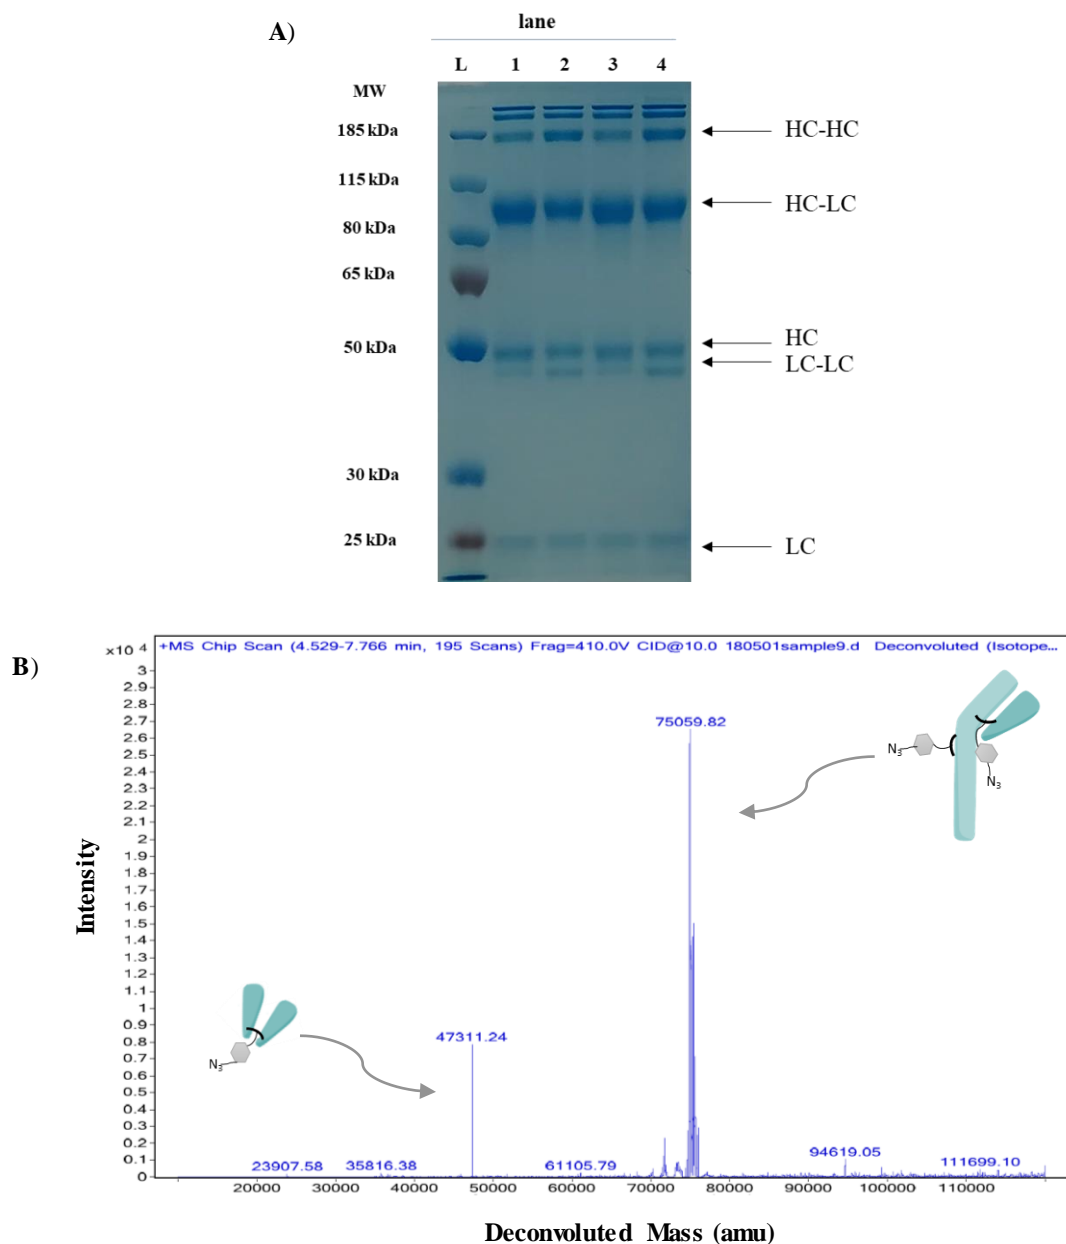 A)
lane
L 1 2 3 4
MW
185 kDa
115 kDa
80 kDa
65 kDa
50 kDa
30 kDa
25 kDa
HC-HC
HC-LC
HC
LC-LC
LC
B)
×10 4
+MS Chip Scan (4.529-7.766 min, 195 Scans) Frag=410.0V CID@10.0 180501sample9.d Deconvoluted (Isotope...
3
2.9
2.8
2.7
2.6
2.5
2.4
2.3
2.2
2.1
2
1.9
1.8
1.7
1.6
1.5
1.4
1.3
1.2
1.1
1
0.9
0.8
0.7
0.6
0.5
0.4
0.3
0.2
0.1
0
Intensity
75059.82
N3
N3
47311.24
N3
23907.58
35816.38
61105.79
94619.05
111699.10
20000 30000 40000 50000 60000 70000 80000 90000 100000 110000
Deconvoluted Mass (amu)